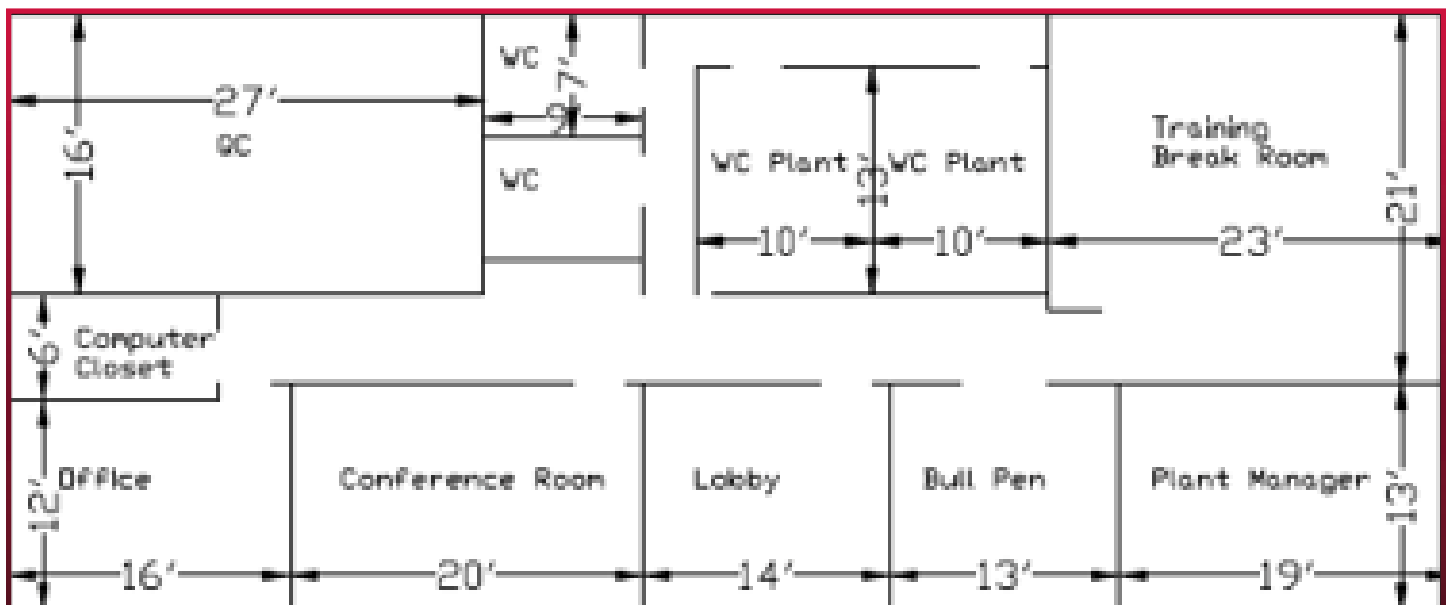 WC
7'
27'
9'
QC
16'
WC
Training
Break Room
WC Plant
WC Plant
13'
21'
10'
10'
23'
6'
Computer
Closet
Office
Conference Room
Lobby
Bull Pen
Plant Manager
12'
13'
16'
20'
14'
13'
19'